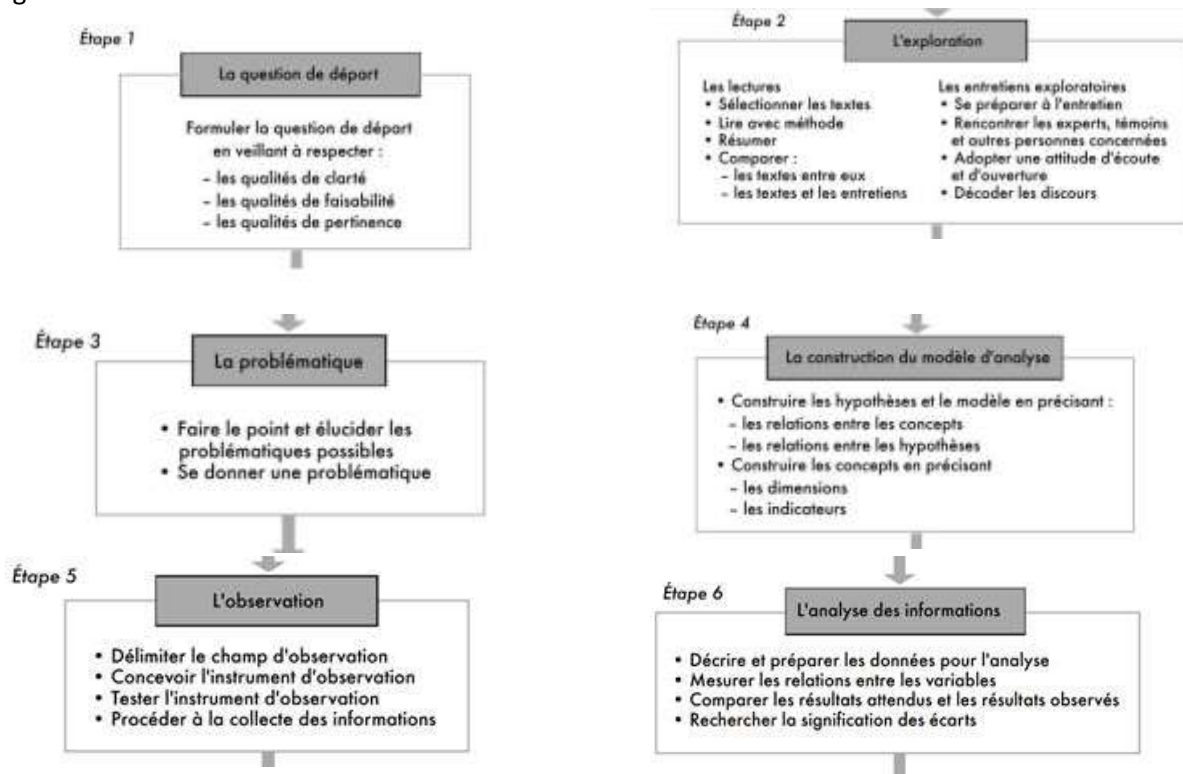 Étape 1
La question de départ
Formuler la question de départ
en veillant à respecter :
– les qualités de clarté
– les qualités de faisabilité
– les qualités de pertinence
Étape 2
L'exploration
Les lectures
• Sélectionner les textes
• Lire avec méthode
• Résumer
• Comparer :
– les textes entre eux
– les textes et les entretiens
Les entretiens exploratoires
• Se préparer à l'entretien
• Rencontrer les experts, témoins
et autres personnes concernées
• Adopter une attitude d'écoute
et d'ouverture
• Décoder les discours
Étape 3
La problématique
• Faire le point et élucider les
problématiques possibles
• Se donner une problématique
Étape 4
La construction du modèle d'analyse
• Construire les hypothèses et le modèle en précisant :
– les relations entre les concepts
– les relations entre les hypothèses
• Construire les concepts en précisant
– les dimensions
– les indicateurs
Étape 5
L'observation
• Délimiter le champ d'observation
• Concevoir l'instrument d'observation
• Tester l'instrument d'observation
• Procéder à la collecte des informations
Étape 6
L'analyse des informations
• Décrire et préparer les données pour l'analyse
• Mesurer les relations entre les variables
• Comparer les résultats attendus et les résultats observés
• Rechercher la signification des écarts